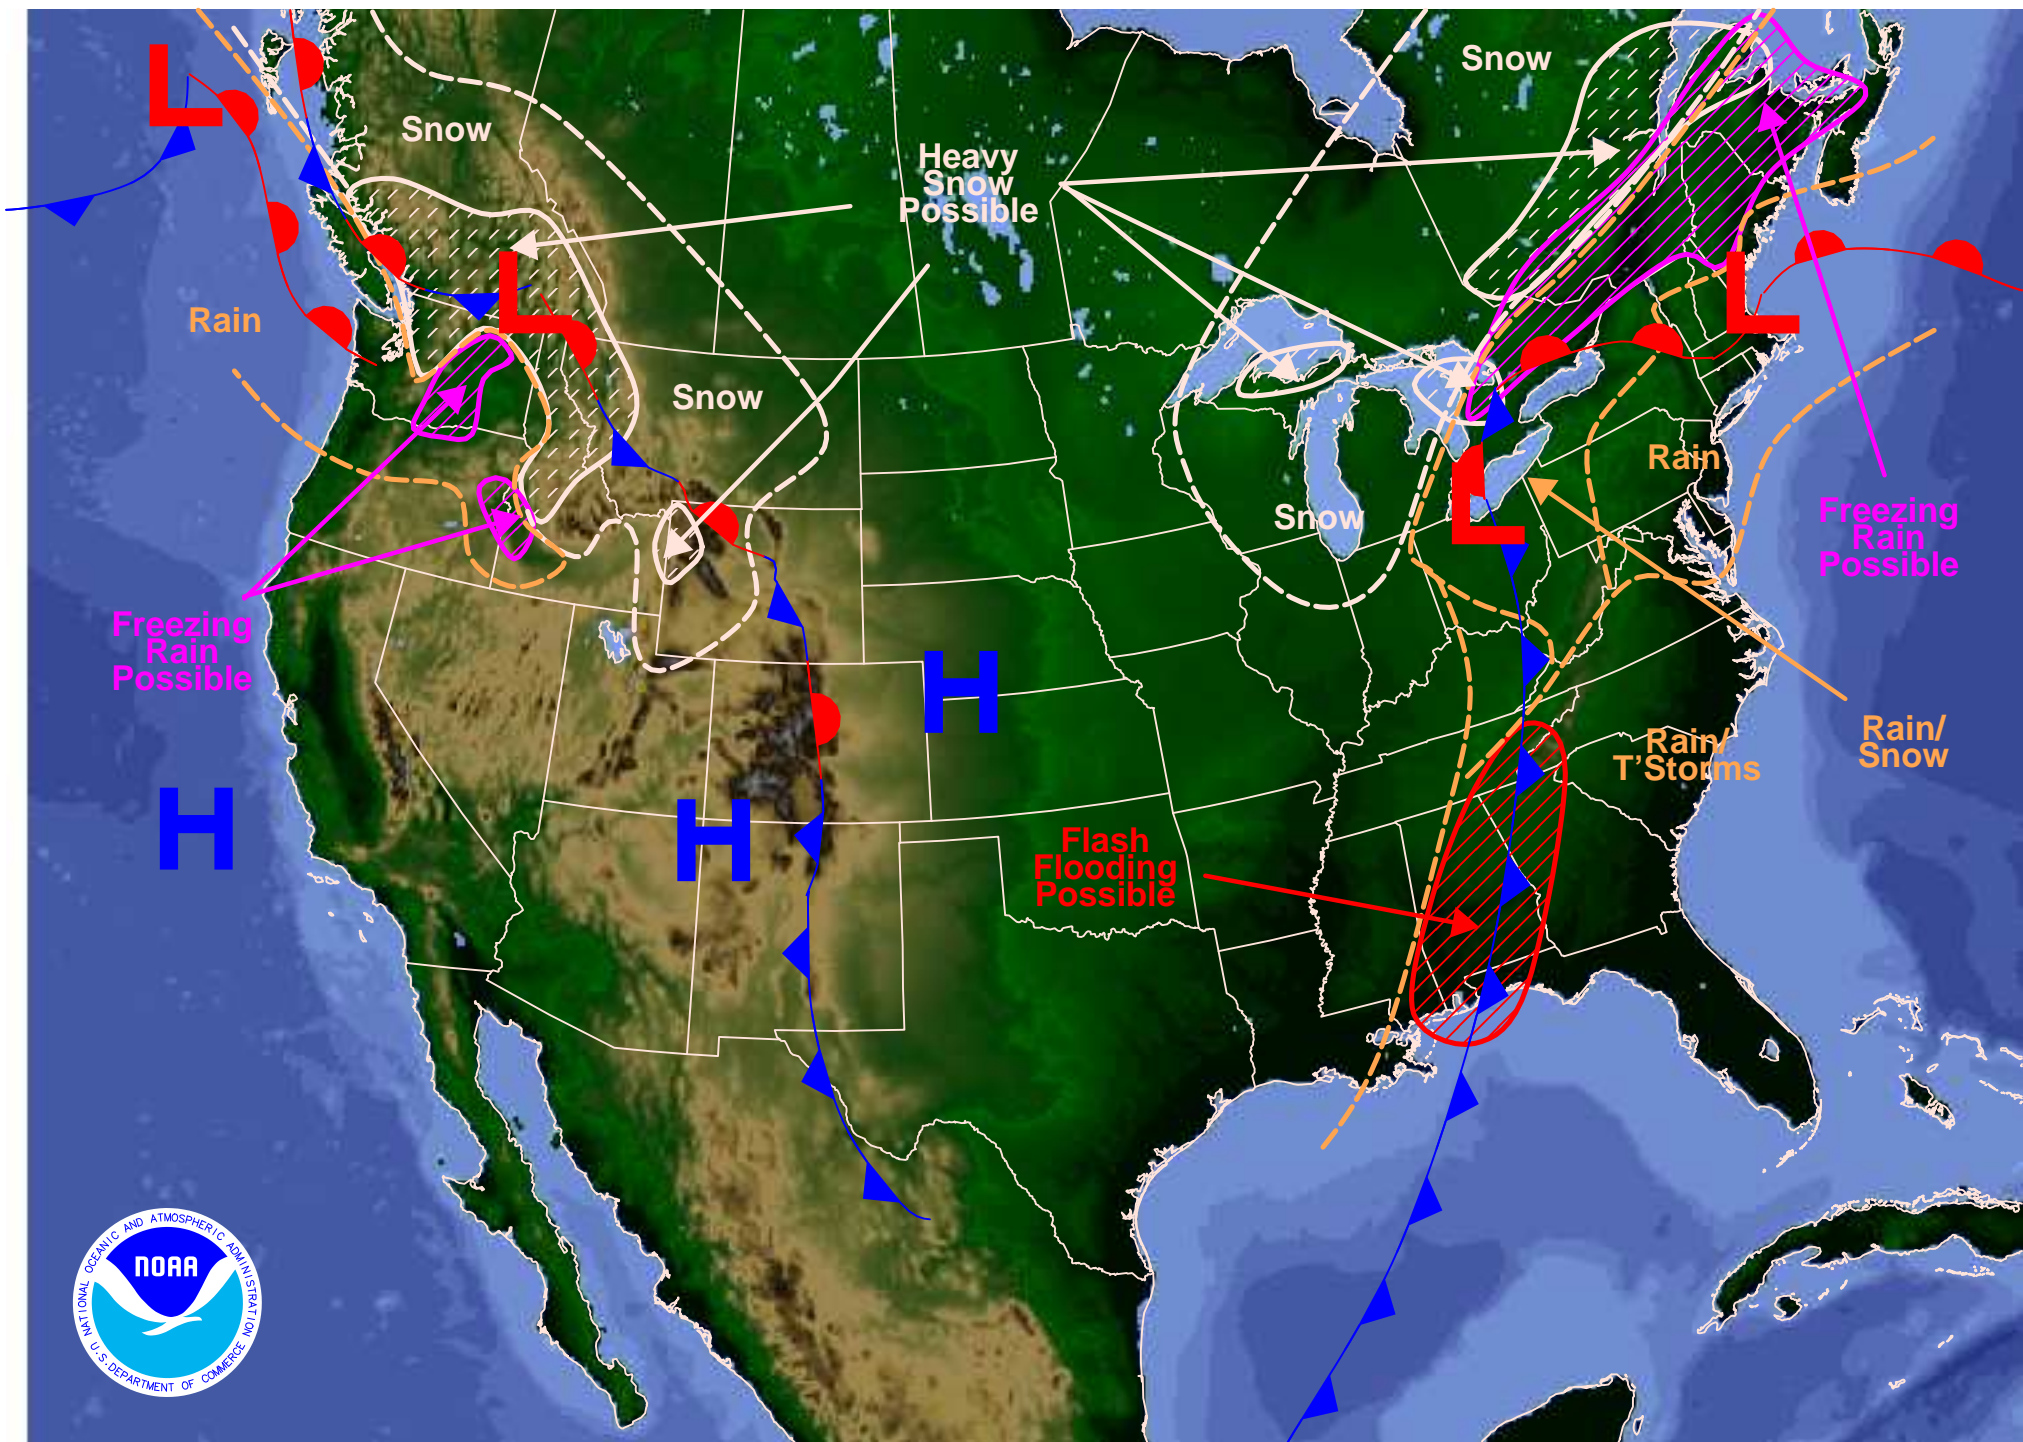 L
Snow
Snow
Heavy
Snow
Possible
L
L
Rain
Snow
Rain
L
Snow
Freezing
Rain
Possible
Freezing
Rain
Possible
H
Rain/
T'Storms
Rain/
Snow
H
H
Flash
Flooding
Possible
NATIONAL OCEANIC AND ATMOSPHERIC ADMINISTRATION
NOAA
U.S. DEPARTMENT OF COMMERCE